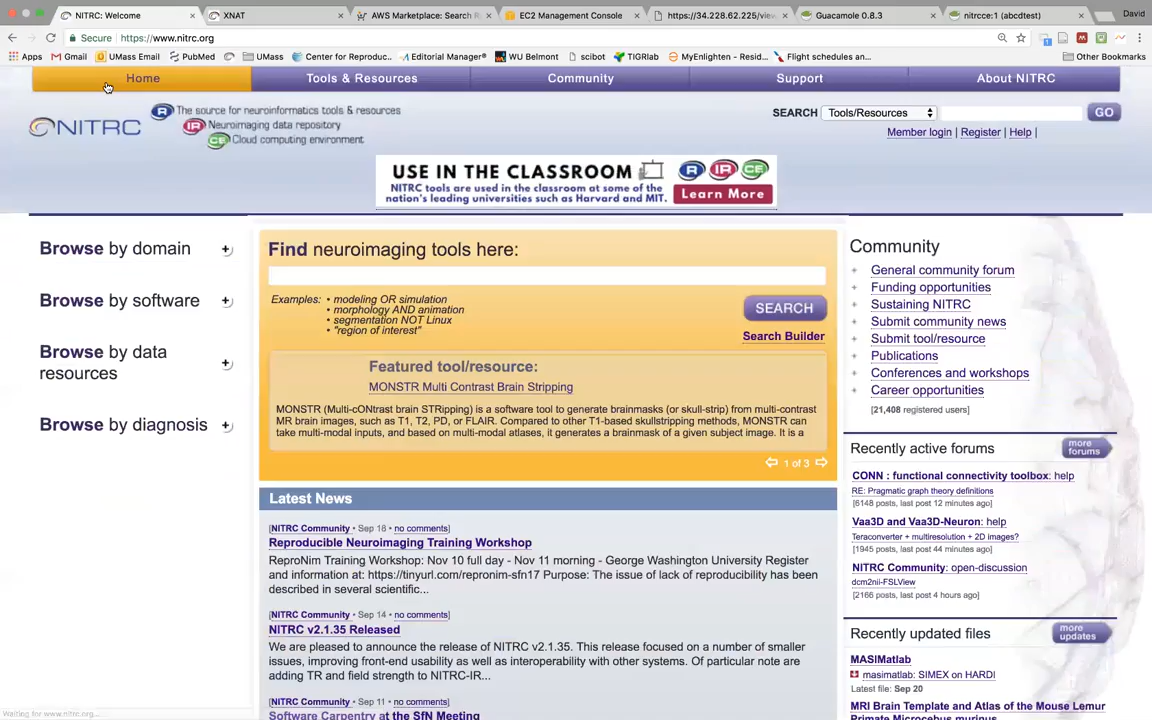 NITRC: Welcome
XNAT
AWS Marketplace: Search R
EC2 Management Console
https://34.228.62.225/view
Guacamole 0.8.3
nitrcce:1 (abcdtest)
David
Secure
https://www.nitrc.org
Apps
Gmail
UMass Email
PubMed
UMass
Center for Reproduc..
Editorial Manager®
WU Belmont
scibot
TIGRlab
MyEnlighten - Resid...
Flight schedules an...
Other Bookmarks
Home
Tools & Resources
Community
Support
About NITRC
NITRC
R The source for neuroinformatics tools & resources
IR Neuroimaging data repository
CE Cloud computing environment
SEARCH
Tools/Resources
GO
Member login | Register | Help |
USE IN THE CLASSROOM
R IR CE
NITRC tools are used in the classroom at some of the
nation's leading universities such as Harvard and MIT.
Learn More
Browse by domain
Browse by software
Browse by data
resources
Browse by diagnosis
Find neuroimaging tools here:
Examples:
• modeling OR simulation
• morphology AND animation
• segmentation NOT Linux
• "region of interest"
SEARCH
Search Builder
Featured tool/resource:
MONSTR Multi Contrast Brain Stripping
MONSTR (Multi-cONtrast brain STRipping) is a software tool to generate brainmasks (or skull-strip) from multi-contrast
MR brain images, such as T1, T2, PD, or FLAIR. Compared to other T1-based skullstripping methods, MONSTR can
take multi-modal inputs, and based on multi-modal atlases, it generates a brainmask of a given subject image. It is a
1 of 3
Latest News
[NITRC Community • Sep 18 • no comments]
Reproducible Neuroimaging Training Workshop
ReproNim Training Workshop: Nov 10 full day - Nov 11 morning - George Washington University Register
and information at: https://tinyurl.com/repronim-sfn17 Purpose: The issue of lack of reproducibility has been
described in several scientific...
[NITRC Community • Sep 14 • no comments]
NITRC v2.1.35 Released
We are pleased to announce the release of NITRC v2.1.35. This release focused on a number of smaller
issues, improving front-end usability as well as interoperability with other systems. Of particular note are
adding TR and field strength to NITRC-IR...
[NITRC Community • Sep 11 • no comments]
Software Carpentry at the SfN Meeting
Community
General community forum
Funding opportunities
Sustaining NITRC
Submit community news
Submit tool/resource
Publications
Conferences and workshops
Career opportunities
[21,408 registered users]
Recently active forums
more
forums
CONN : functional connectivity toolbox: help
RE: Pragmatic graph theory definitions
[6148 posts, last post 12 minutes ago]
Vaa3D and Vaa3D-Neuron: help
Teraconverter + multiresolution + 2D images?
[1945 posts, last post 44 minutes ago]
NITRC Community: open-discussion
dcm2nii-FSLView
[2166 posts, last post 4 hours ago]
Recently updated files
more
updates
MASIMatlab
masimatlab: SIMEX on HARDI
Latest file: Sep 20
MRI Brain Template and Atlas of the Mouse Lemur
Primate Microcebus murinus
Waiting for www.nitrc.org...